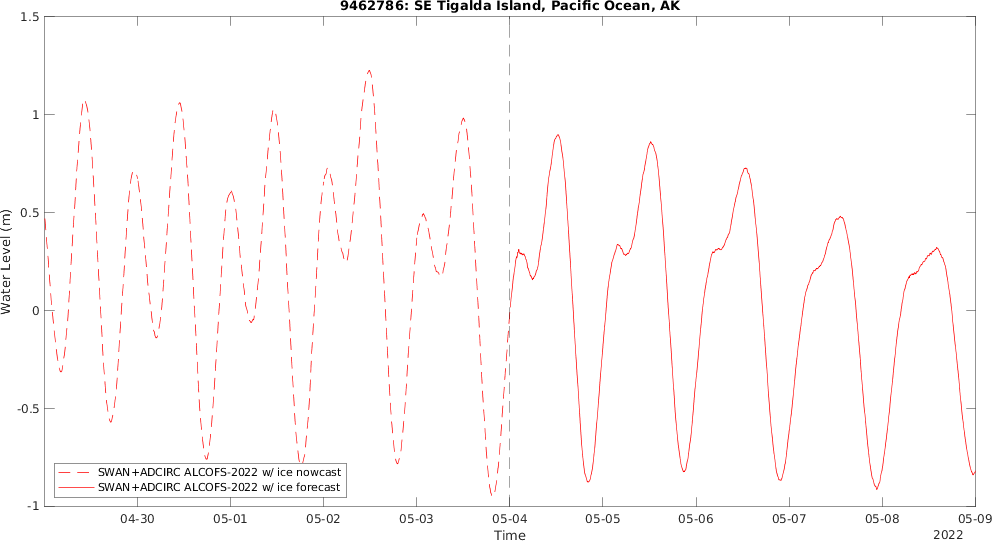 9462786: SE Tigalda Island, Pacific Ocean, AK
1.5
1
0.5
0
-0.5
-1
Water Level (m)
SWAN+ADCIRC ALCOFS-2022 w/ ice nowcast
SWAN+ADCIRC ALCOFS-2022 w/ ice forecast
04-30 05-01 05-02 05-03 05-04 05-05 05-06 05-07 05-08 05-09
Time
2022